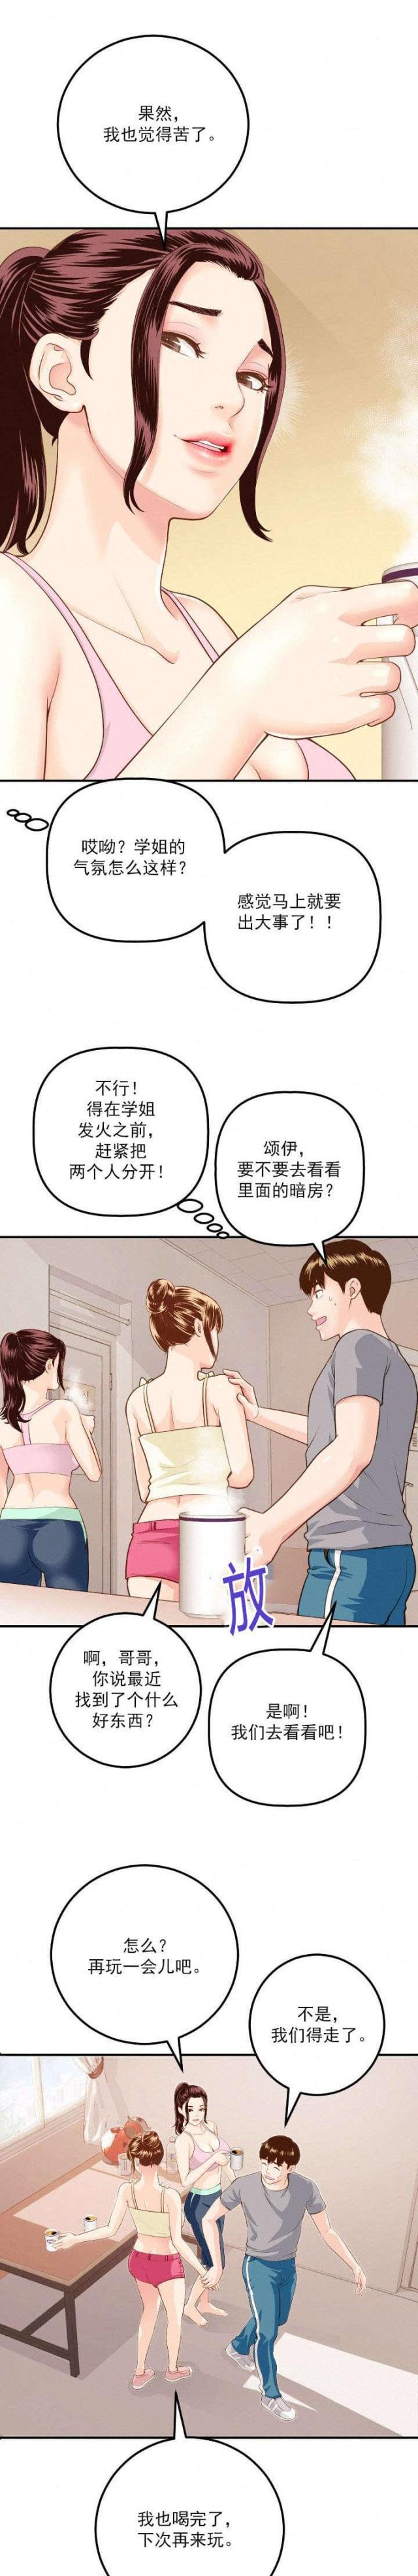 果然，
我也觉得苦了。
哎呦？学姐的
气氛怎么这样？
感觉马上就要
出大事了！！
不行！
得在学姐
发火之前，
赶紧把
两个人分开！
颂伊，
要不要去看看
里面的暗房？
放
啊，哥哥，
你说最近
找到了个什么
好东西？
是啊！
我们去看看吧！
怎么？
再玩一会儿吧。
不是，
我们得走了。
我也喝完了，
下次再来玩。